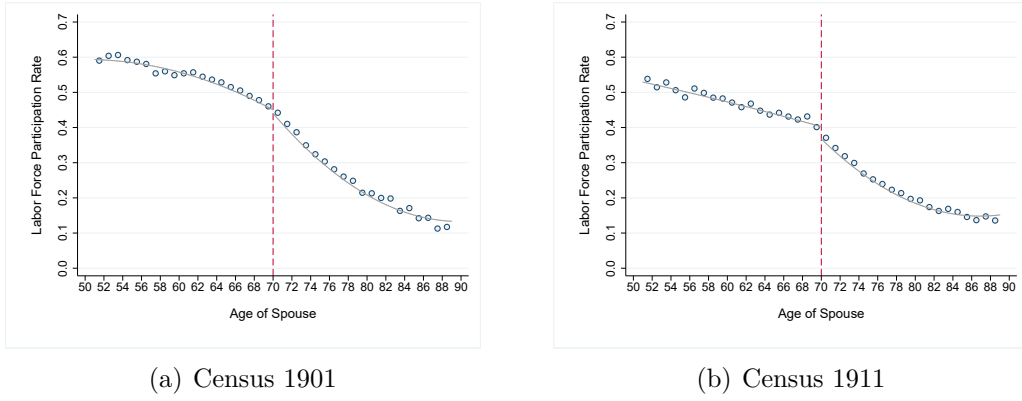 0.7
0.6
0.5
0.4
0.3
0.2
0.1
0.0
Labor Force Participation Rate
50 52 54 56 58 60 62 64 66 68 70 72 74 76 78 80 82 84 86 88 90
Age of Spouse
(a) Census 1901
0.7
0.6
0.5
0.4
0.3
0.2
0.1
0.0
Labor Force Participation Rate
50 52 54 56 58 60 62 64 66 68 70 72 74 76 78 80 82 84 86 88 90
Age of Spouse
(b) Census 1911